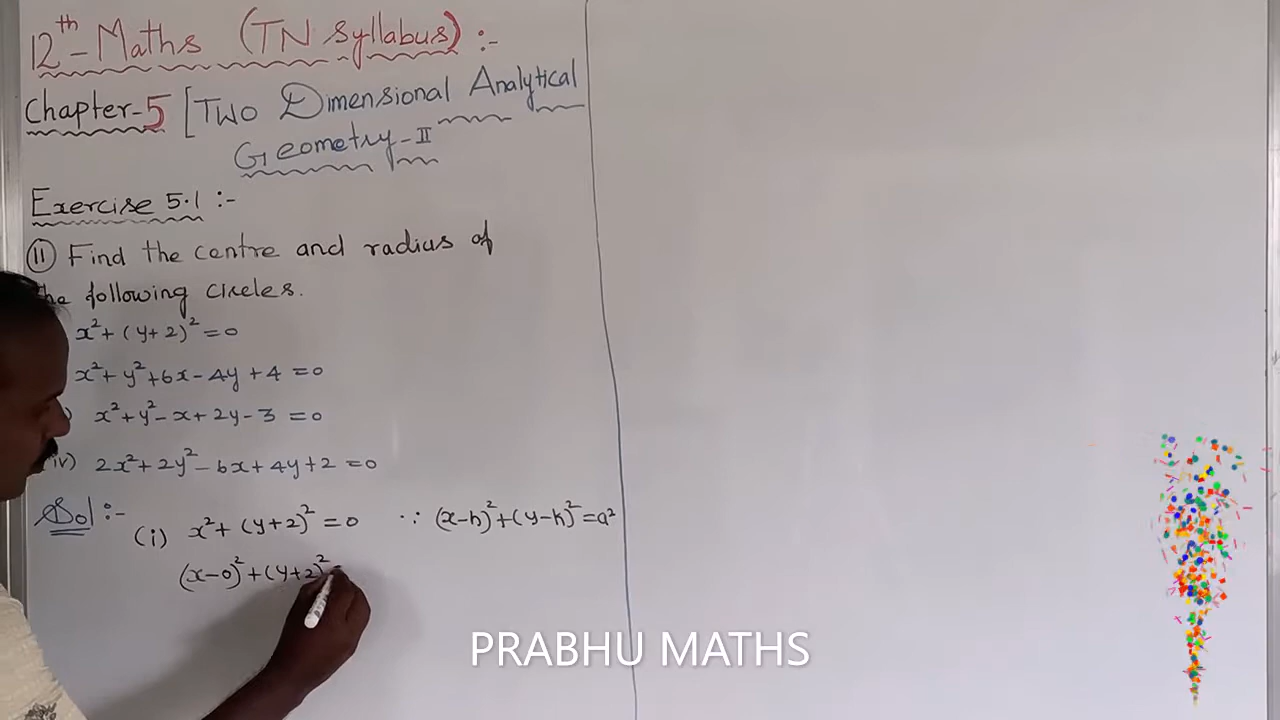 12th-Maths (TN Syllabus) :-
Chapter-5 [Two Dimensional Analytical
Geometry-II
Exercise 5.1 :-
⑪ Find the centre and radius of
the following circles.
x²+(y+2)²=0
x²+y²+6x-4y+4=0
) x²+y²-x+2y-3=0
iv) 2x²+2y²-6x+4y+2=0
Sol :-
(i) x²+(y+2)²=0 ∵ (x-h)²+(y-k)²=a²
(x-0)²+(y+2)²=
PRABHU MATHS